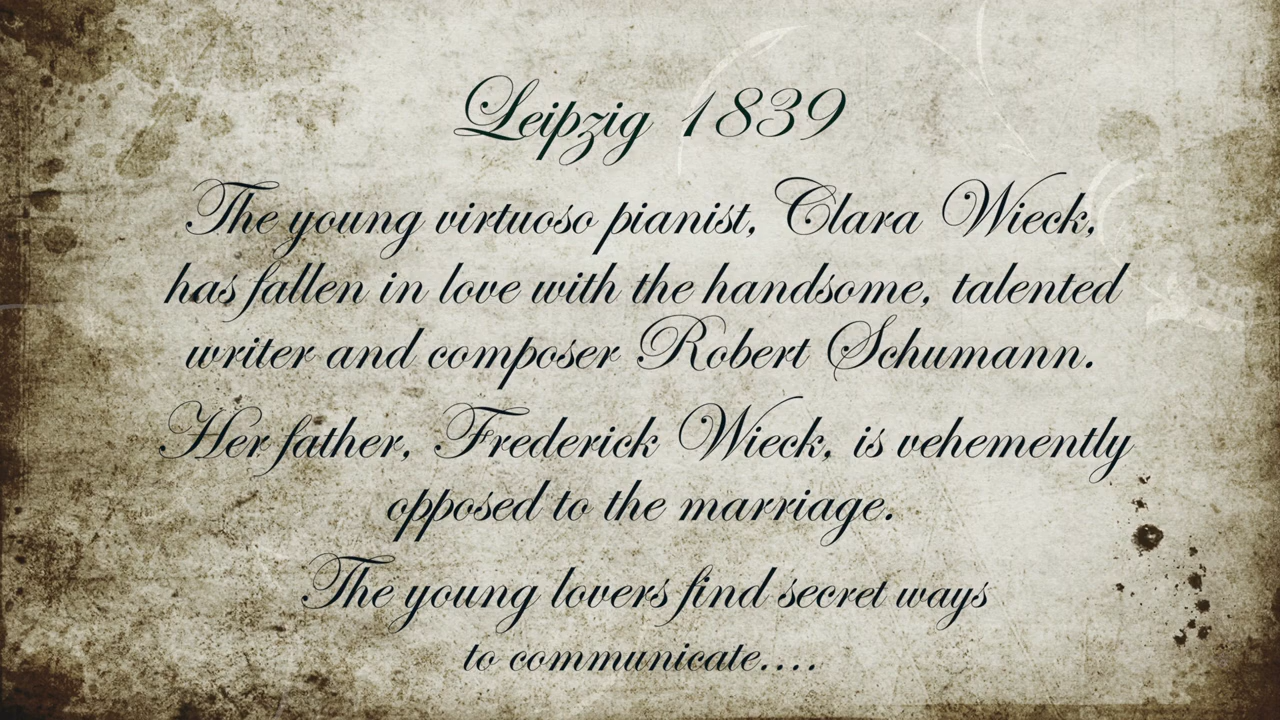 Leipzig 1839
The young virtuoso pianist, Clara Wieck,
has fallen in love with the handsome, talented
writer and composer Robert Schumann.
Her father, Frederick Wieck, is vehemently
opposed to the marriage.
The young lovers find secret ways
to communicate....